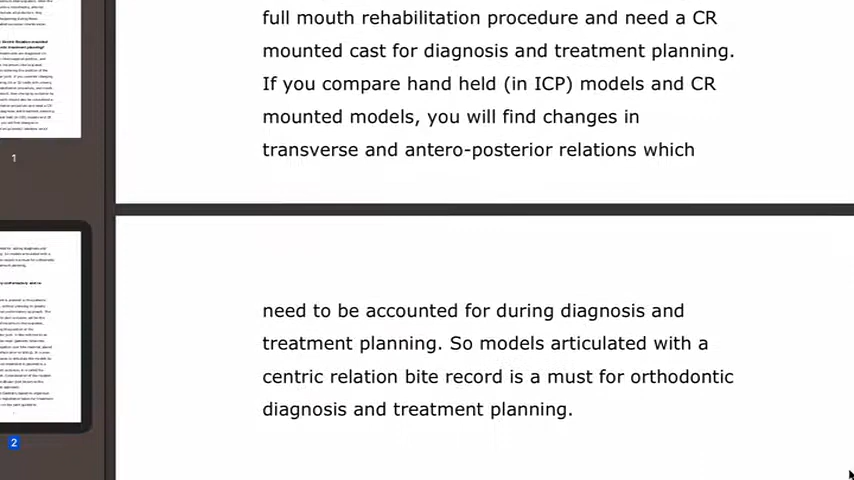 full mouth rehabilitation procedure and need a CR
mounted cast for diagnosis and treatment planning.
If you compare hand held (in ICP) models and CR
mounted models, you will find changes in
transverse and antero-posterior relations which
need to be accounted for during diagnosis and
treatment planning. So models articulated with a
centric relation bite record is a must for orthodontic
diagnosis and treatment planning.
1
2